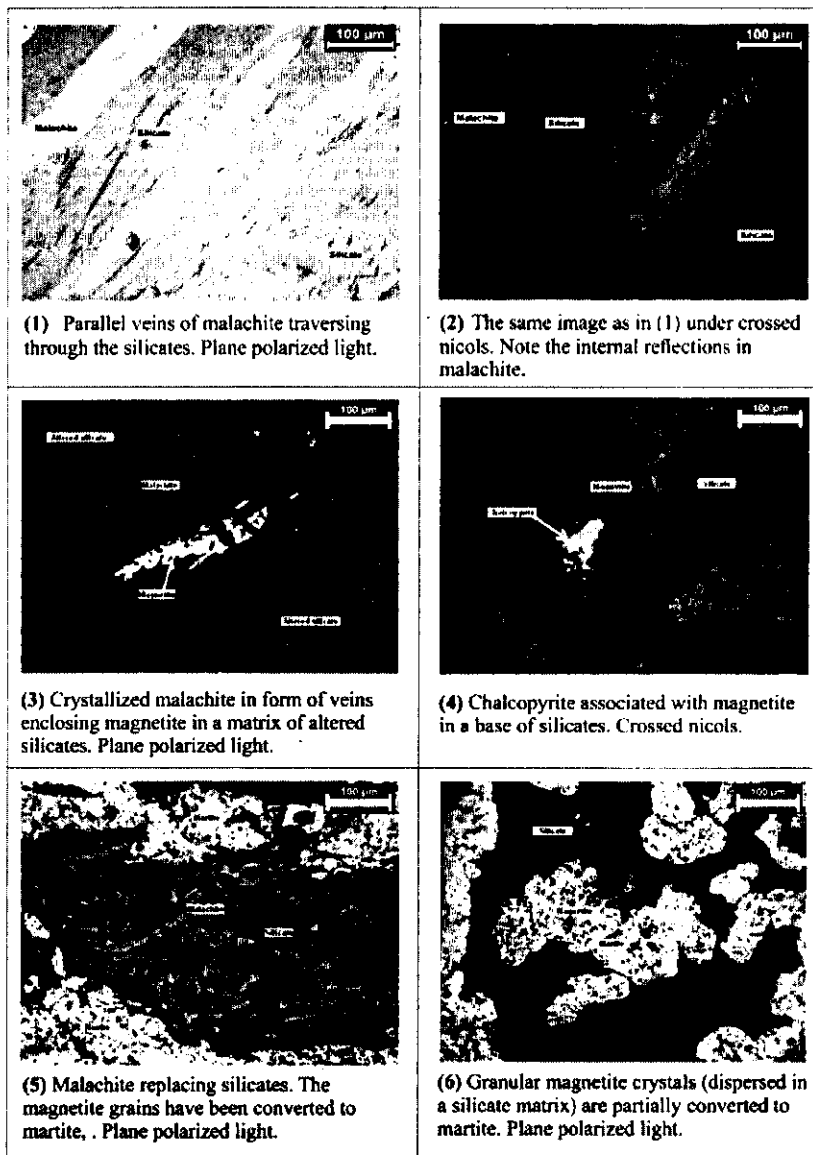 100 µm
Malachite
Silicate
Silicate
(1) Parallel veins of malachite traversing
through the silicates. Plane polarized light.
100 µm
Malachite
Silicate
Silicate
(2) The same image as in (1) under crossed
nicols. Note the internal reflections in
malachite.
100 µm
Altered silicate
Malachite
Magnetite
Altered silicate
(3) Crystallized malachite in form of veins
enclosing magnetite in a matrix of altered
silicates. Plane polarized light.
100 µm
Magnetite
Silicate
(4) Chalcopyrite associated with magnetite
in a base of silicates. Crossed nicols.
100 µm
(5) Malachite replacing silicates. The
magnetite grains have been converted to
martite, . Plane polarized light.
100 µm
Silicate
(6) Granular magnetite crystals (dispersed in
a silicate matrix) are partially converted to
martite. Plane polarized light.